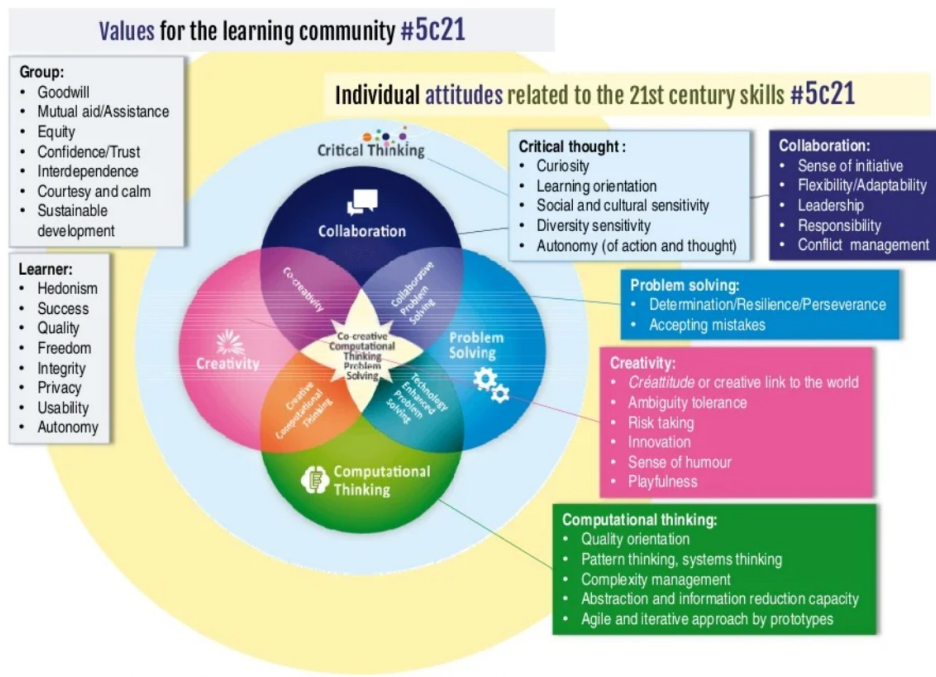 Values for the learning community #5c21
Group:
• Goodwill
• Mutual aid/Assistance
• Equity
• Confidence/Trust
• Interdependence
• Courtesy and calm
• Sustainable
development
Learner:
• Hedonism
• Success
• Quality
• Freedom
• Integrity
• Privacy
• Usability
• Autonomy
Individual attitudes related to the 21st century skills #5c21
Critical Thinking
Collaboration
Co-creativity
Collaborative
Problem
Solving
Creativity
Co-creative
Computational
Thinking
Problem
Solving
Problem
Solving
Creative
Computational
Thinking
Technology
Enhanced
Problem
Solving
Computational
Thinking
Critical thought :
• Curiosity
• Learning orientation
• Social and cultural sensitivity
• Diversity sensitivity
• Autonomy (of action and thought)
Collaboration:
• Sense of initiative
• Flexibility/Adaptability
• Leadership
• Responsibility
• Conflict management
Problem solving:
• Determination/Resilience/Perseverance
• Accepting mistakes
Creativity:
• Créattitude or creative link to the world
• Ambiguity tolerance
• Risk taking
• Innovation
• Sense of humour
• Playfulness
Computational thinking:
• Quality orientation
• Pattern thinking, systems thinking
• Complexity management
• Abstraction and information reduction capacity
• Agile and iterative approach by prototypes